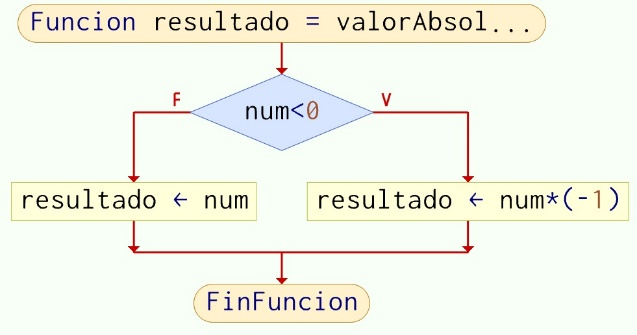 Funcion resultado = valorAbsol...
F
V
num<0
resultado ← num
resultado ← num*(-1)
FinFuncion